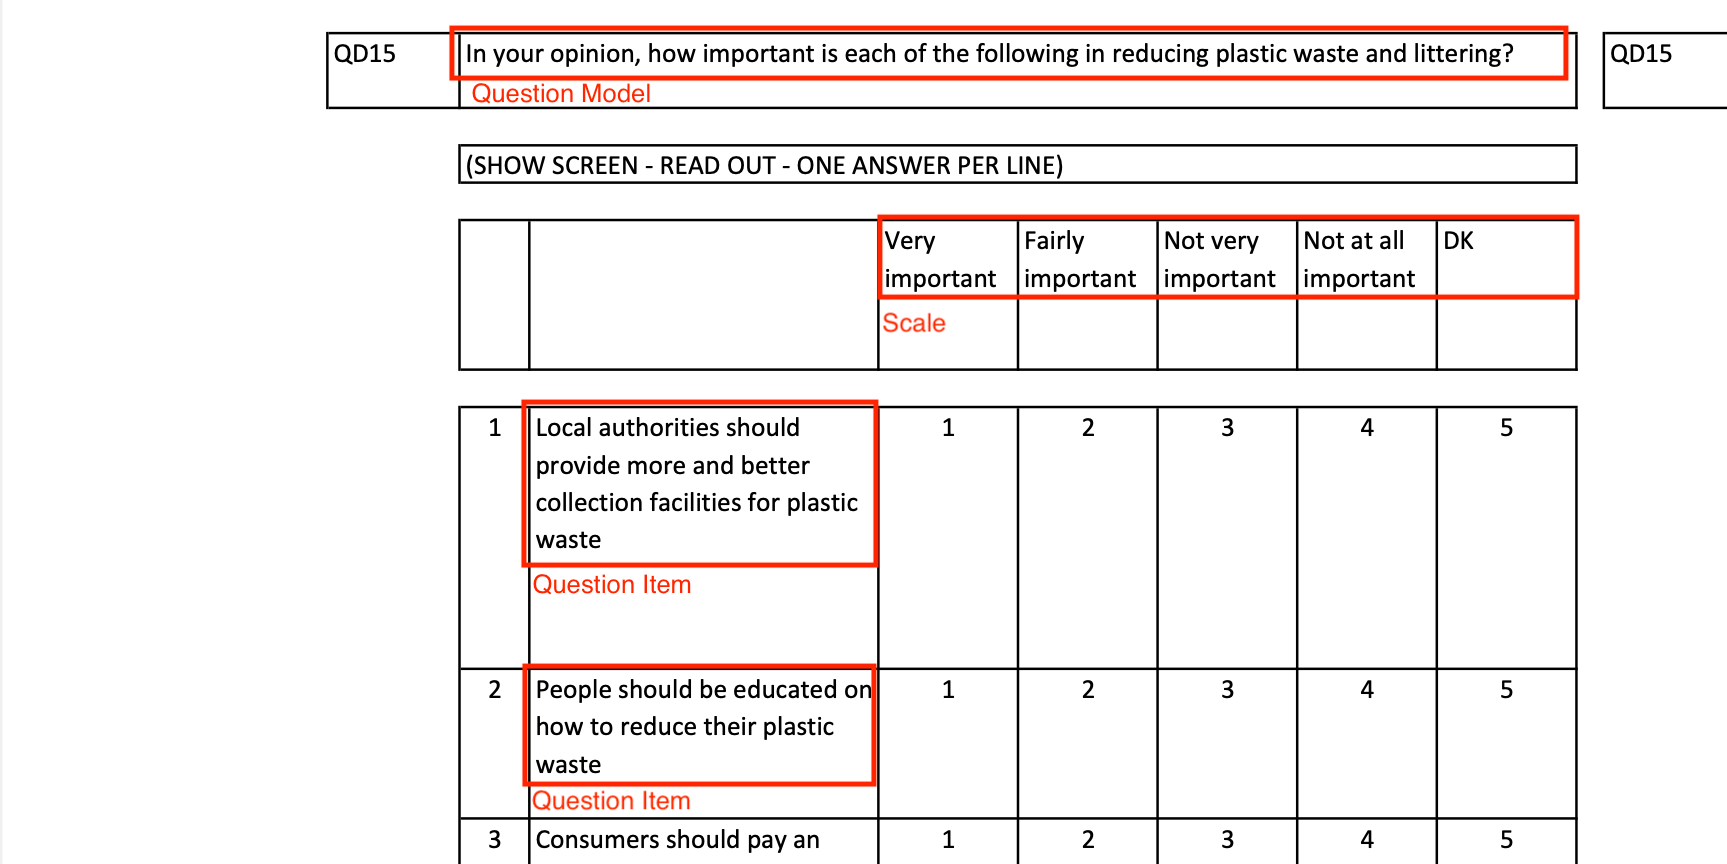 QD15 In your opinion, how important is each of the following in reducing plastic waste and littering? QD15
Question Model
(SHOW SCREEN - READ OUT - ONE ANSWER PER LINE)
Very Fairly Not very Not at all DK
important important important important
Scale
1 Local authorities should 1 2 3 4 5
provide more and better
collection facilities for plastic
waste
Question Item
2 People should be educated on 1 2 3 4 5
how to reduce their plastic
waste
Question Item
3 Consumers should pay an 1 2 3 4 5